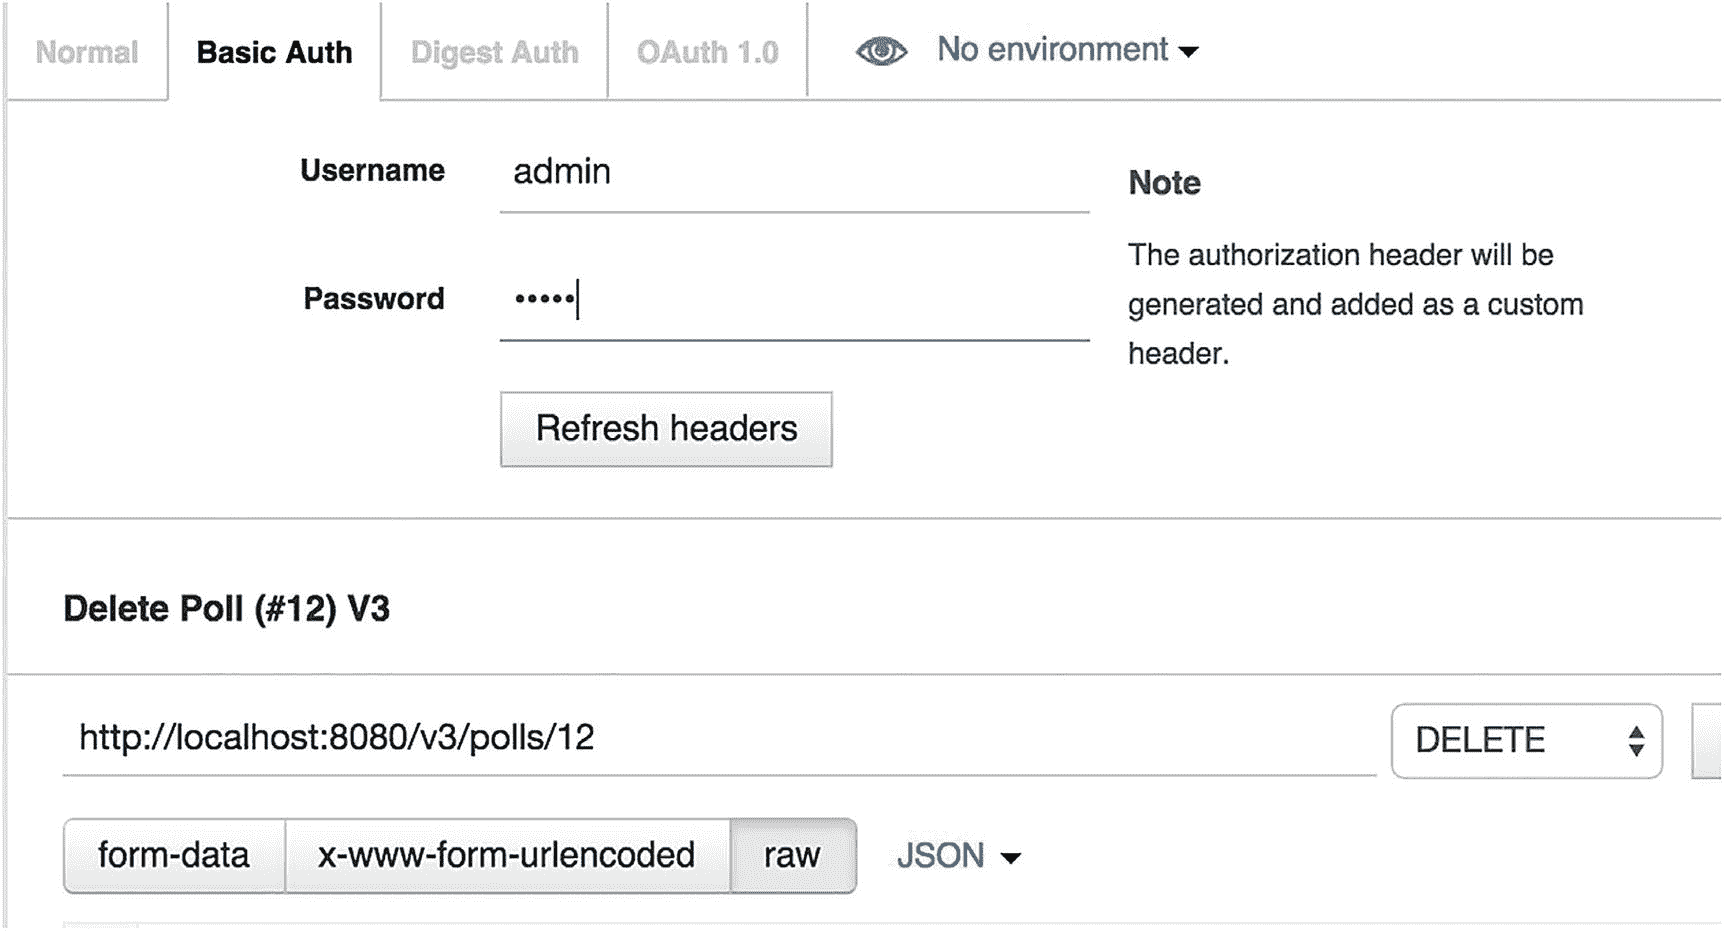 Normal Basic Auth Digest Auth OAuth 1.0 No environment
Username admin
Password •••••
Note
The authorization header will be
generated and added as a custom
header.
Refresh headers
Delete Poll (#12) V3
http://localhost:8080/v3/polls/12 DELETE
form-data x-www-form-urlencoded raw JSON